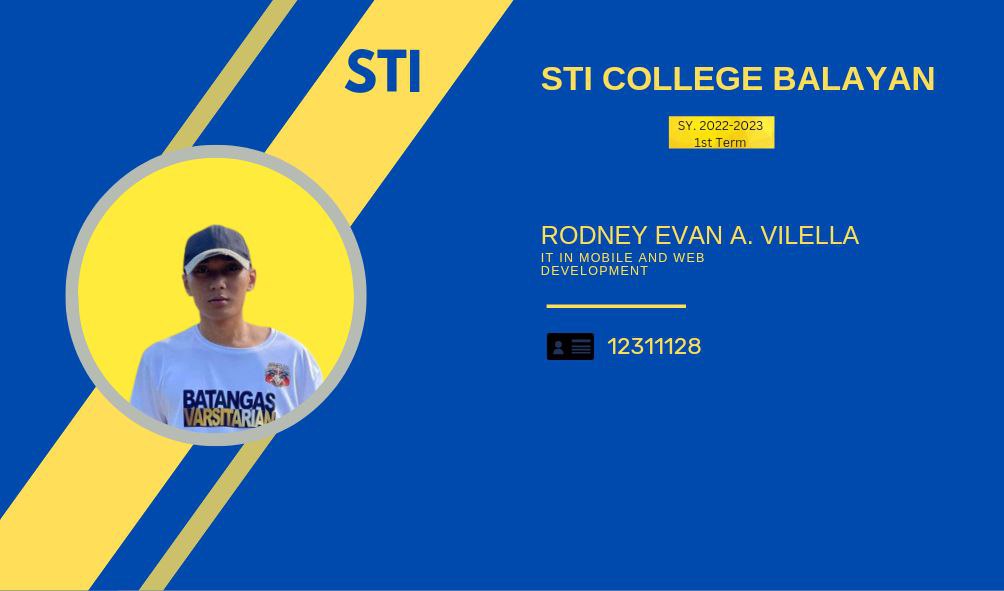 STI
STI COLLEGE BALAYAN
SY. 2022-2023
1st Term
RODNEY EVAN A. VILELLA
IT IN MOBILE AND WEB
DEVELOPMENT
12311128
BATANGAS
VARSITARIAN